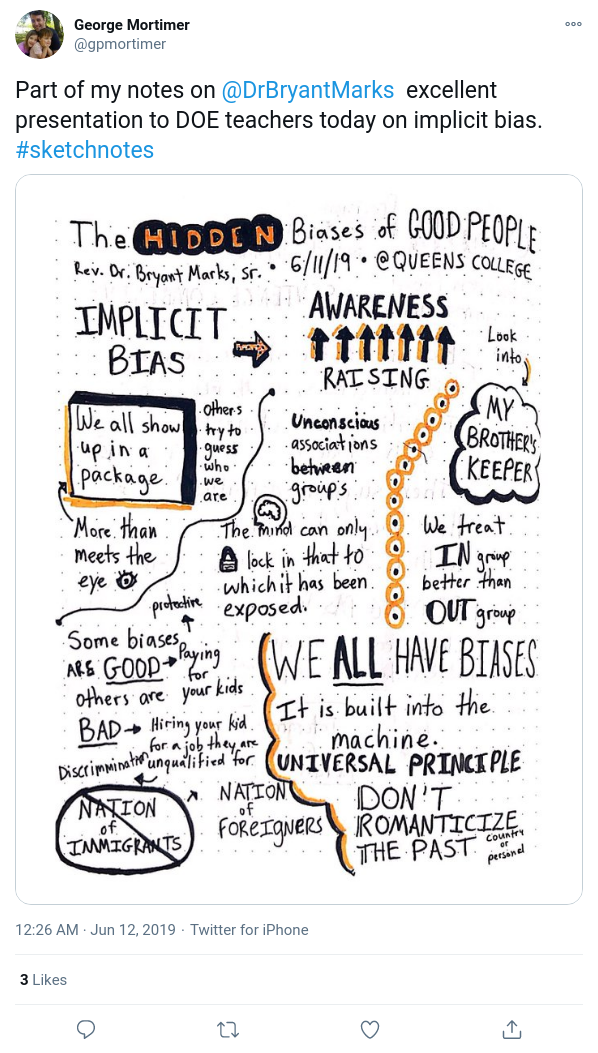 George Mortimer
@gpmortimer
Part of my notes on @DrBryantMarks excellent
presentation to DOE teachers today on implicit bias.
#sketchnotes
The HIDDEN Biases of GOOD PEOPLE
Rev. Dr. Bryant Marks, Sr. • 6/11/19 • @QUEENS COLLEGE
IMPLICIT
BIAS
AWARENESS
RAISING
Look
into
MY
BROTHER'S
KEEPER
We all show
up in a
package.
others
try to
guess
who
we
are
More than
meets the
eye
Unconscious
associations
between
group's
The mind can only
lock in that to
which it has been
exposed.
We treat
IN group
better than
OUT group
protective
Some biases
ARE GOOD
Paying
for
your kids
others are
BAD
Hiring your kid
for a job they are
unqualified for
Discrimination
WE ALL HAVE BIASES
It is built into the
machine.
UNIVERSAL PRINCIPLE
NATION
of
IMMIGRANTS
NATION
of
FOREIGNERS
DON'T
ROMANTICIZE
THE PAST
country
or
personal
12:26 AM · Jun 12, 2019 · Twitter for iPhone
3 Likes